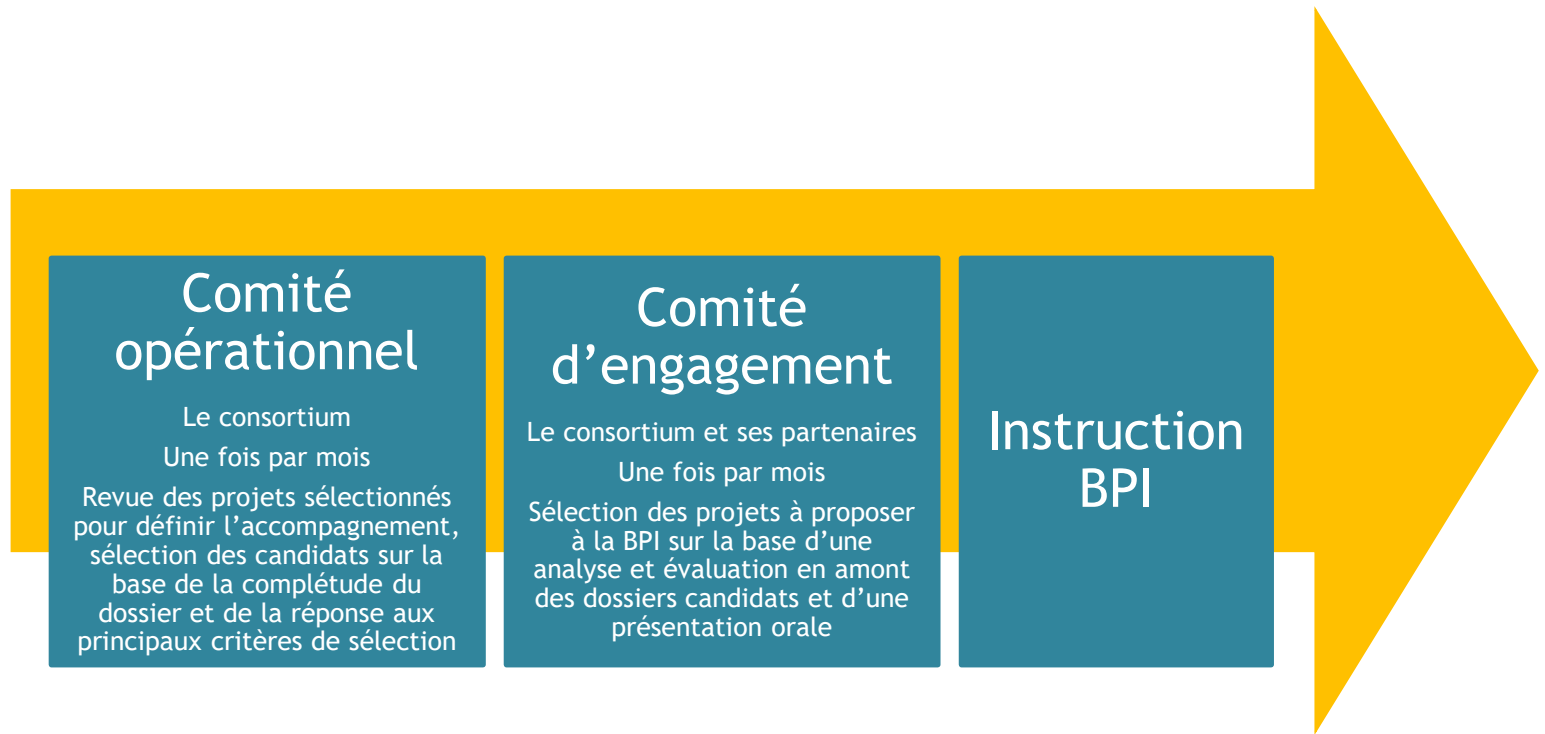 Comité
opérationnel
Le consortium
Une fois par mois
Revue des projets sélectionnés
pour définir l’accompagnement,
sélection des candidats sur la
base de la complétude du
dossier et de la réponse aux
principaux critères de sélection
Comité
d’engagement
Le consortium et ses partenaires
Une fois par mois
Sélection des projets à proposer
à la BPI sur la base d’une
analyse et évaluation en amont
des dossiers candidats et d’une
présentation orale
Instruction
BPI